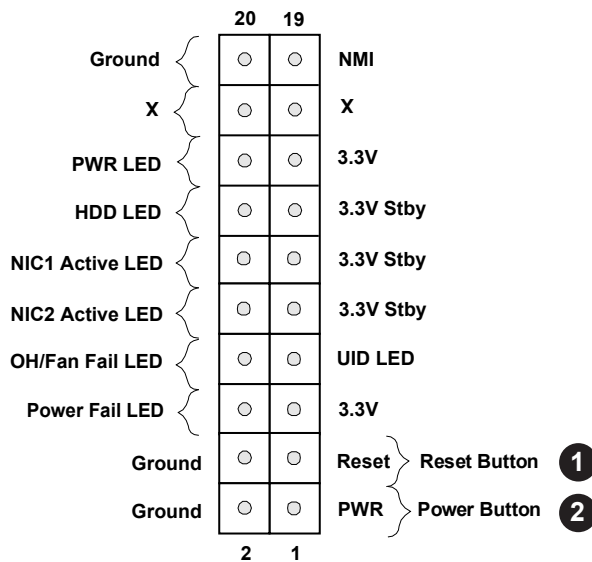 20 19
Ground NMI
X X
PWR LED 3.3V
HDD LED 3.3V Stby
NIC1 Active LED 3.3V Stby
NIC2 Active LED 3.3V Stby
OH/Fan Fail LED UID LED
Power Fail LED 3.3V
Ground Reset Reset Button 1
Ground PWR Power Button 2
2 1